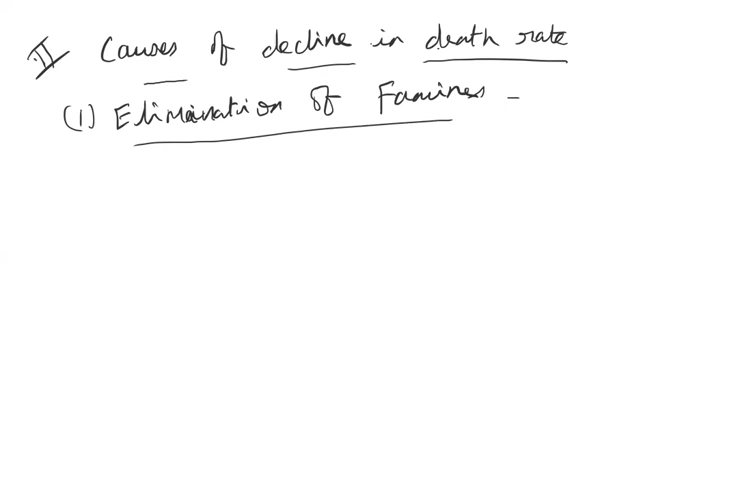 II Causes of decline in death rate
(1) Elimination of Famines -